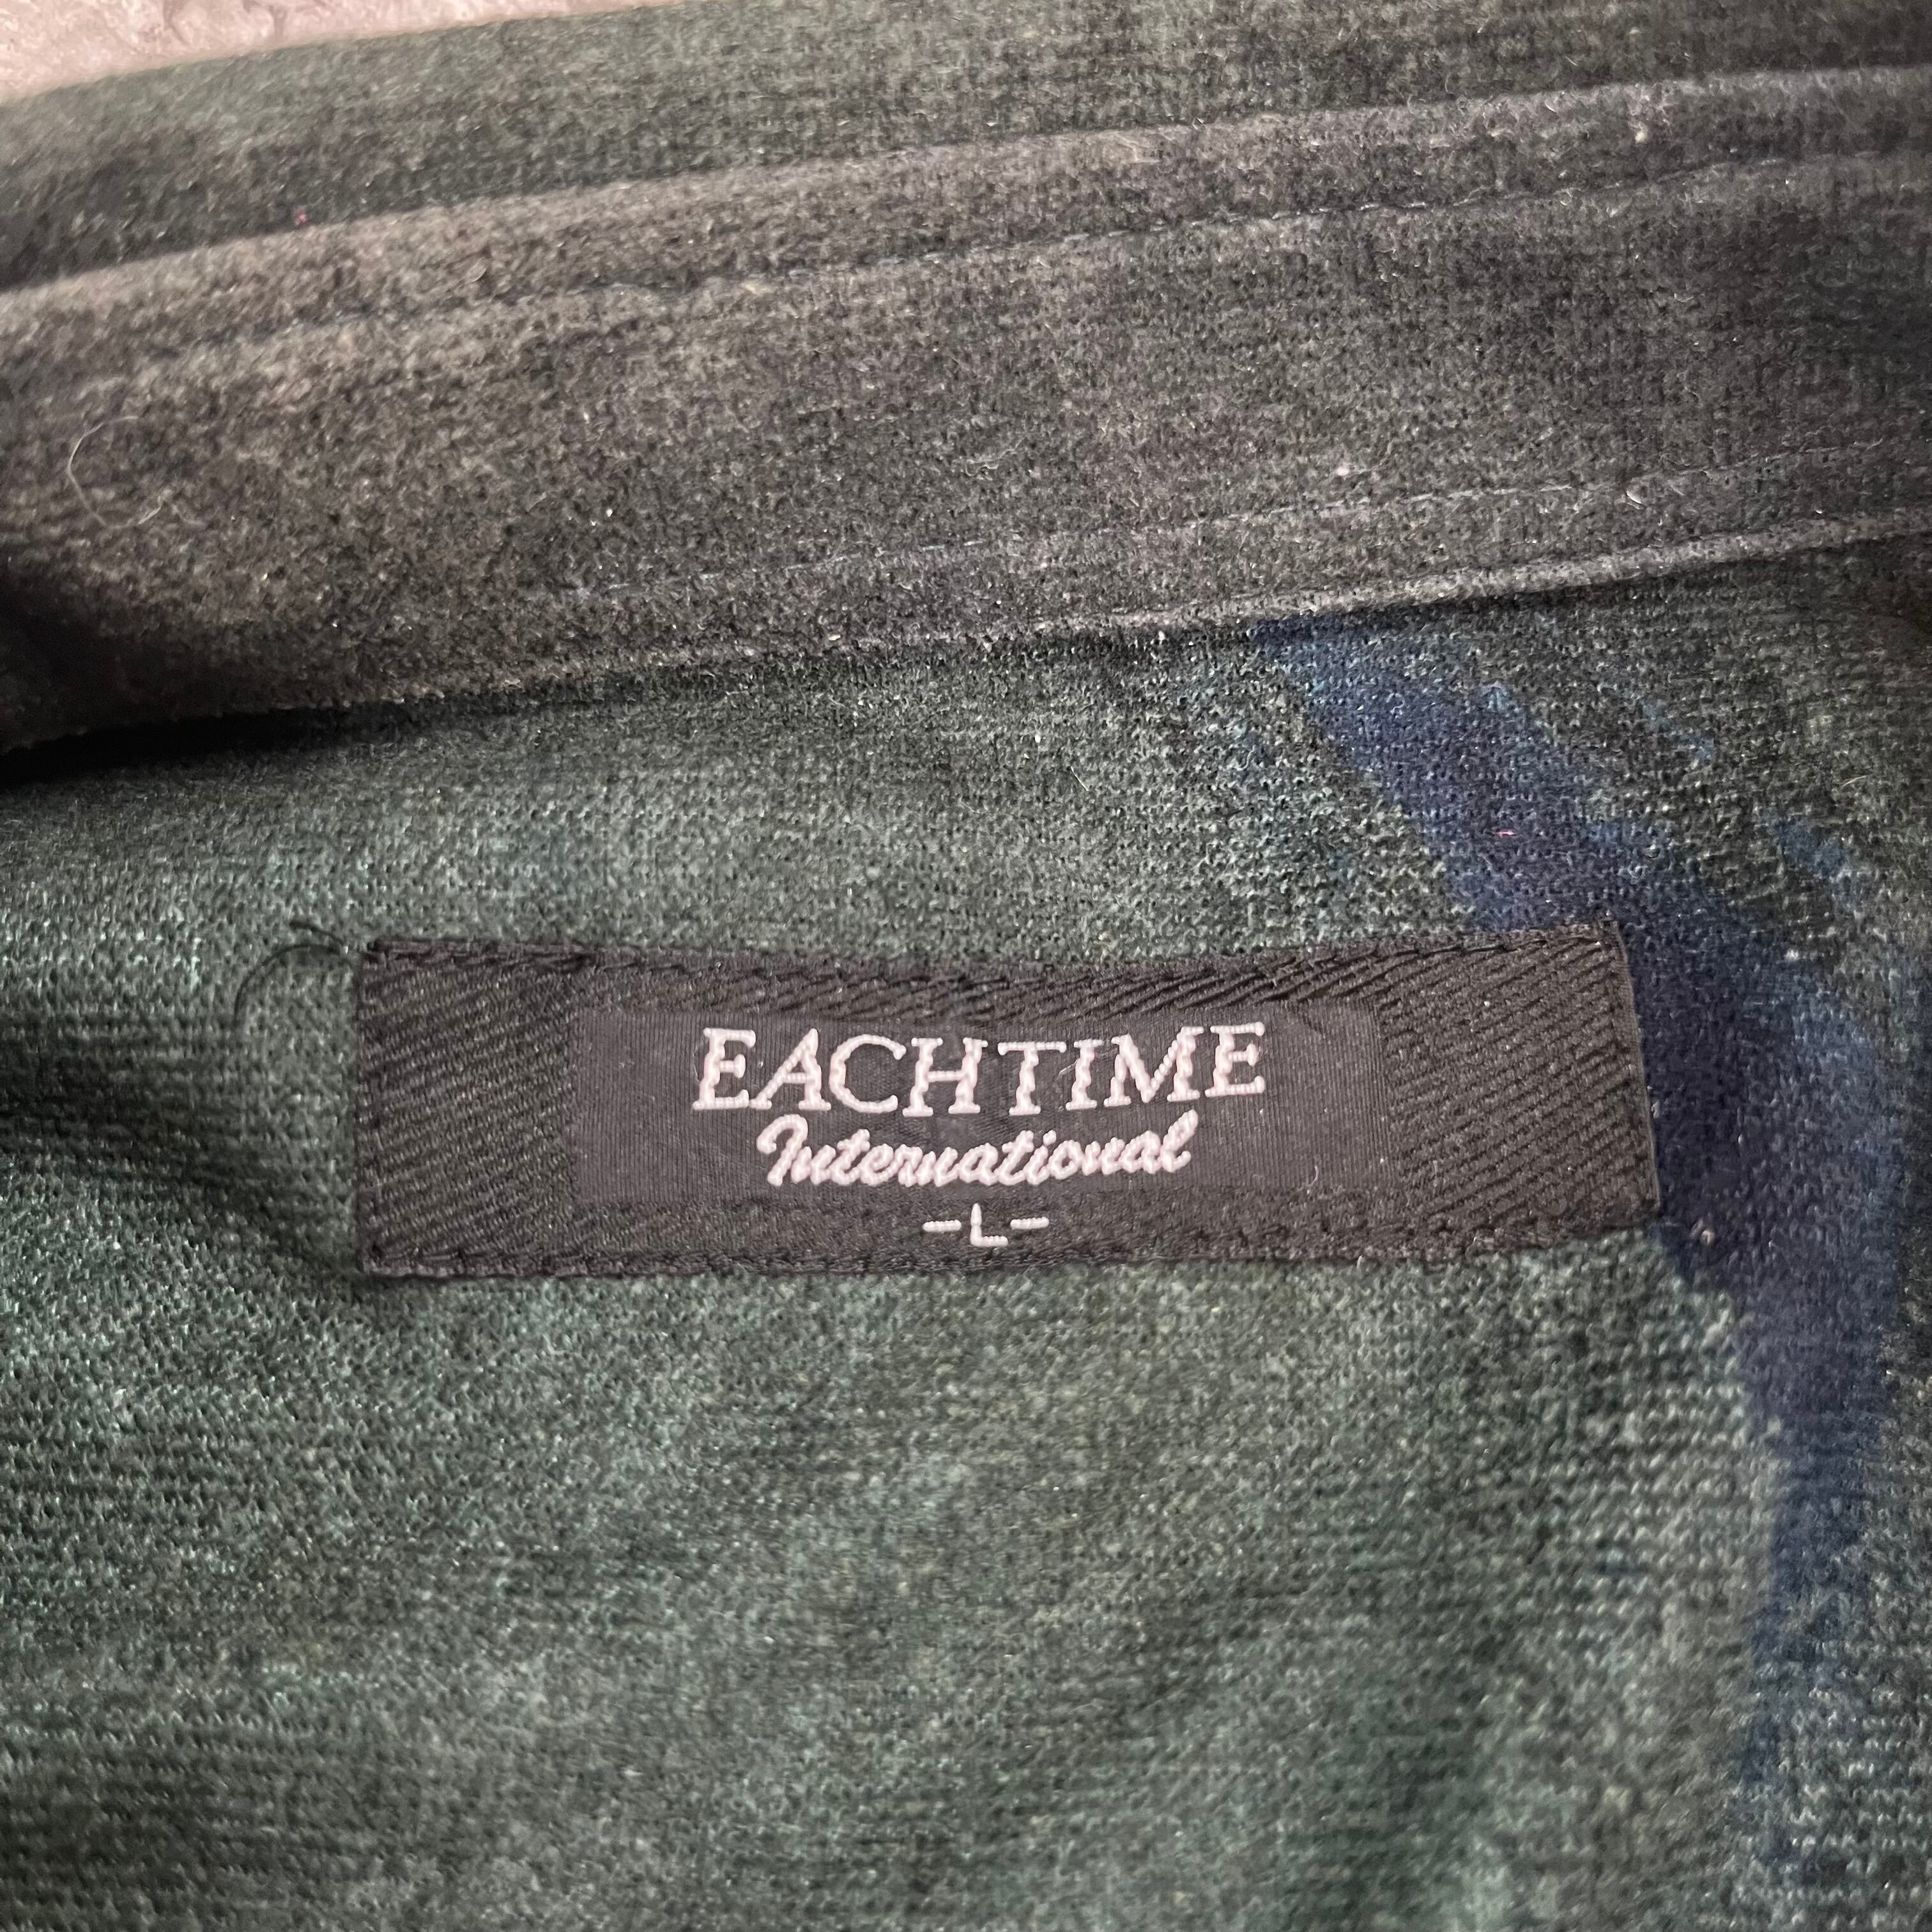 EACHTIME
International
-L-